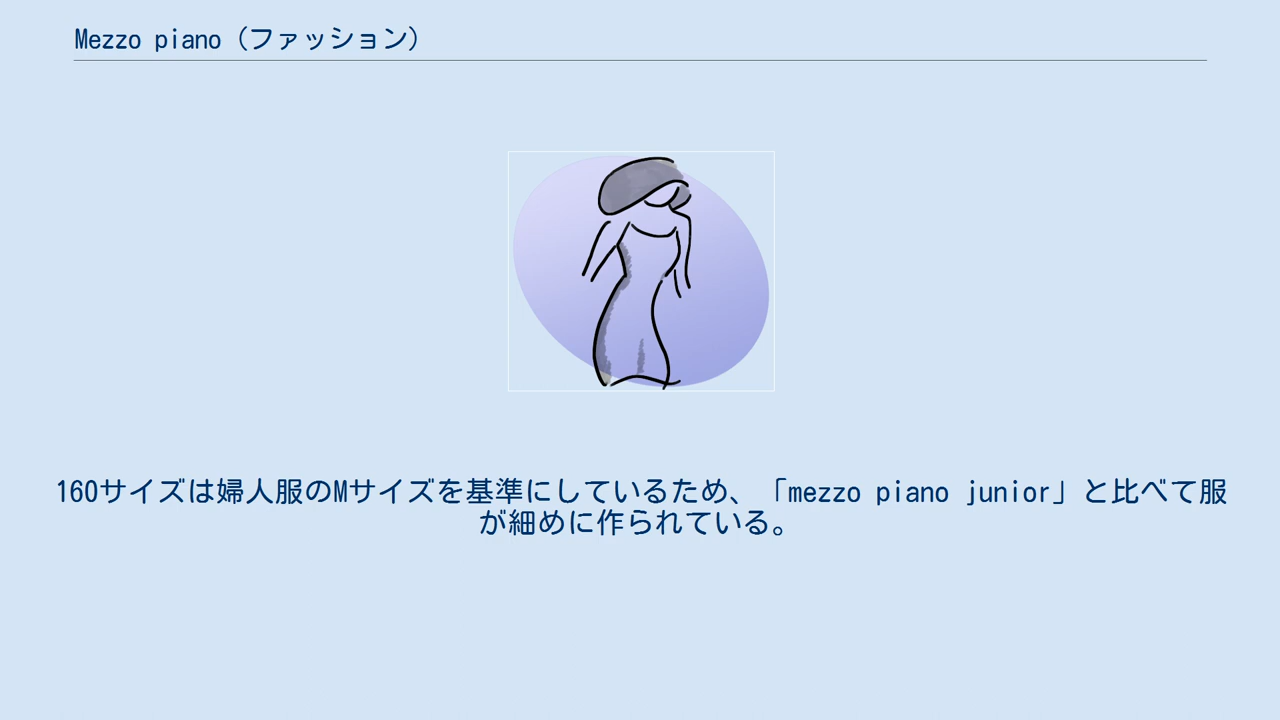 Mezzo piano（ファッション）
160サイズは婦人服のMサイズを基準にしているため、「mezzo piano junior」と比べて服
が細めに作られている。